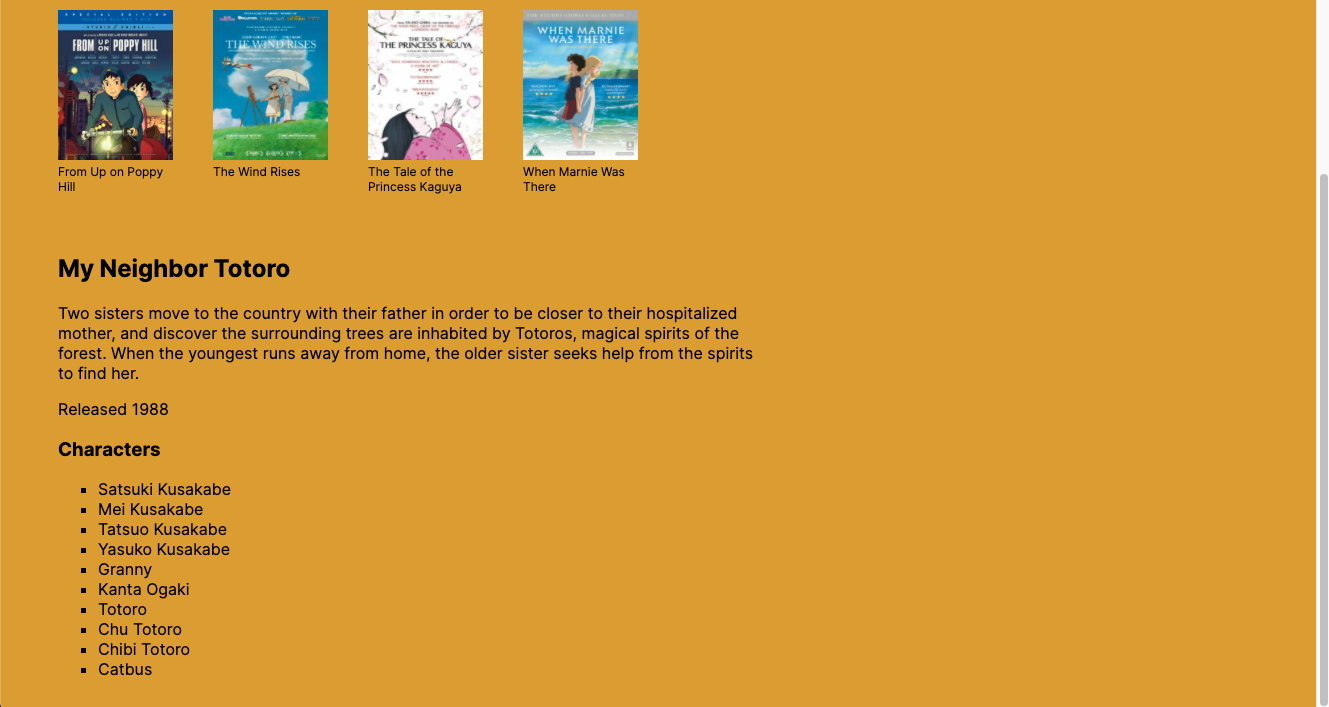 SPECIAL EDITION
STUDIO GHIBLI
FROM UP ON POPPY HILL
THE WIND RISES
THE TALE OF
THE PRINCESS KAGUYA
WHEN MARNIE
WAS THERE
From Up on Poppy
Hill
The Wind Rises
The Tale of the
Princess Kaguya
When Marnie Was
There
My Neighbor Totoro
Two sisters move to the country with their father in order to be closer to their hospitalized
mother, and discover the surrounding trees are inhabited by Totoros, magical spirits of the
forest. When the youngest runs away from home, the older sister seeks help from the spirits
to find her.
Released 1988
Characters
Satsuki Kusakabe
Mei Kusakabe
Tatsuo Kusakabe
Yasuko Kusakabe
Granny
Kanta Ogaki
Totoro
Chu Totoro
Chibi Totoro
Catbus